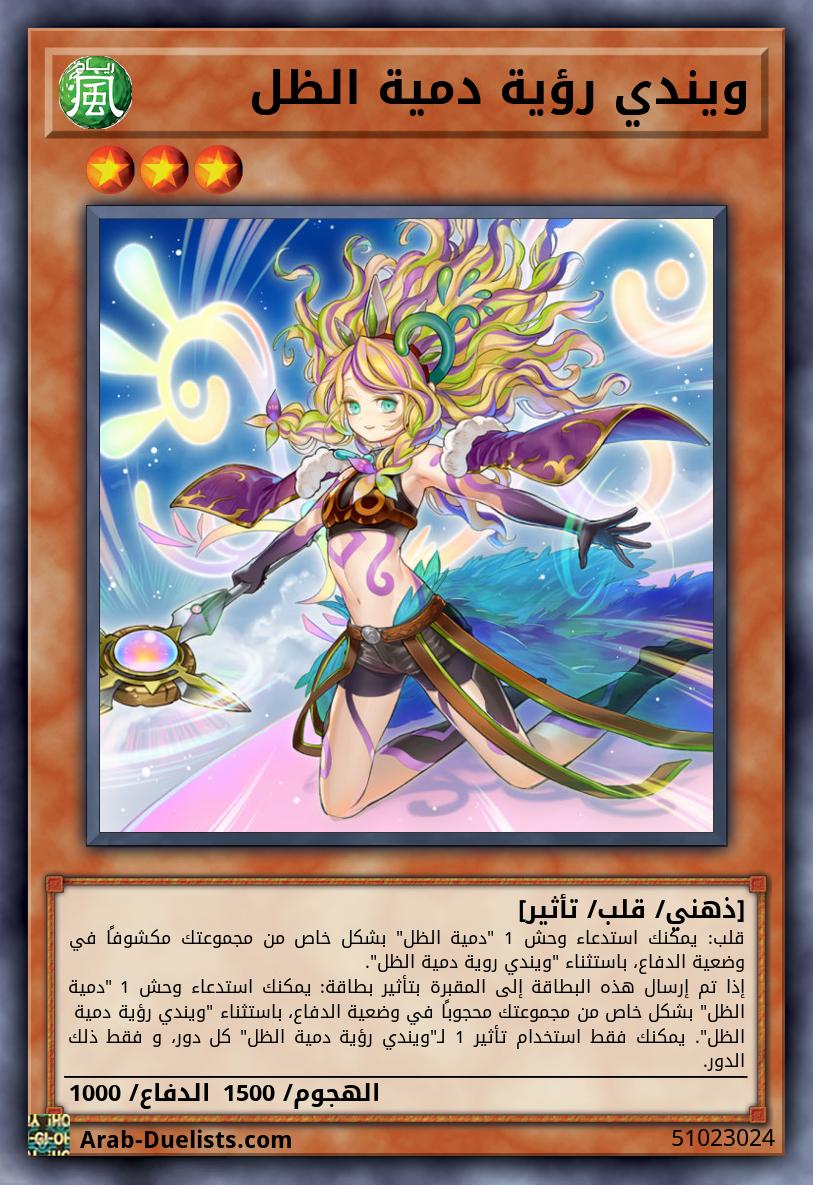 ويندي رؤية دمية الظل
رياح
風
[ذهني/ قلب/ تأثير]
قلب: يمكنك استدعاء وحش 1 "دمية الظل" بشكل خاص من مجموعتك مكشوفاً في
وضعية الدفاع، باستثناء "ويندي روية دمية الظل".
إذا تم إرسال هذه البطاقة إلى المقبرة بتأثير بطاقة: يمكنك استدعاء وحش 1 "دمية
الظل" بشكل خاص من مجموعتك محجوباً في وضعية الدفاع، باستثناء "ويندي رؤية دمية
الظل". يمكنك فقط استخدام تأثير 1 لـ"ويندي رؤية دمية الظل" كل دور، و فقط ذلك
الدور.
الهجوم/ 1500 الدفاع/ 1000
Arab-Duelists.com
51023024